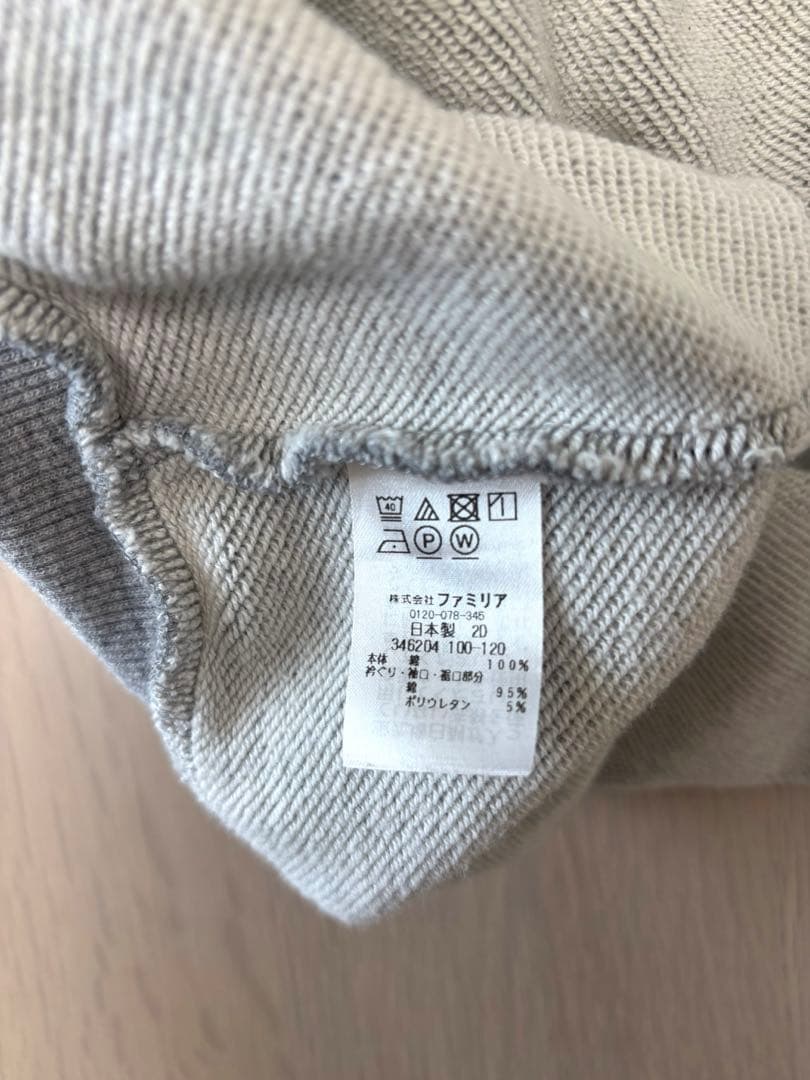 40
P W
株式会社 ファミリア
0120-078-345
日本製 2D
346204 100-120
本体 綿 100%
衿ぐり・袖口・裾口部分
綿 95%
ポリウレタン 5%